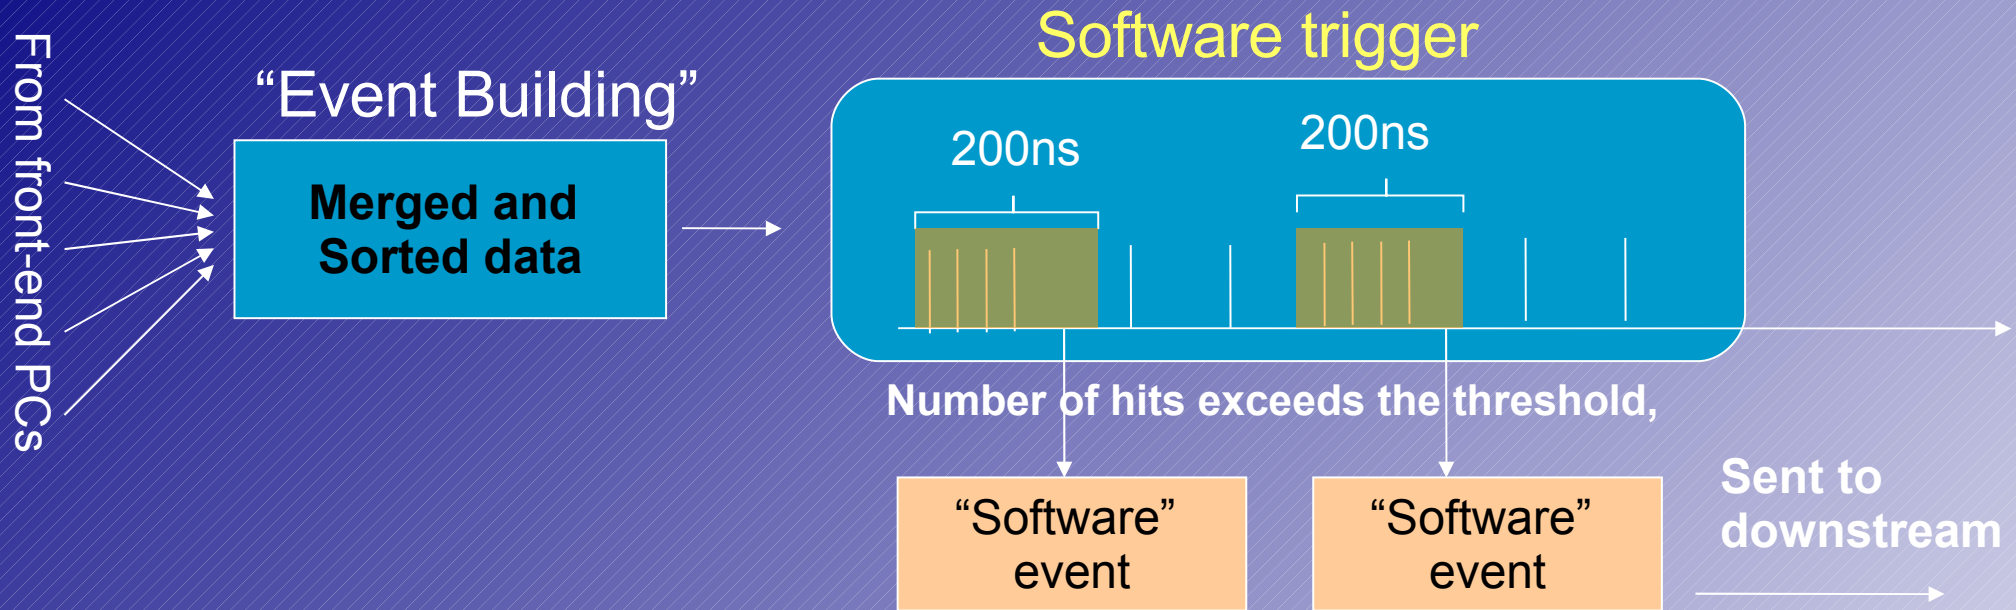 From front-end PCs
“Event Building”
Merged and
Sorted data
Software trigger
200ns
200ns
Number of hits exceeds the threshold,
“Software”
event
“Software”
event
Sent to
downstream